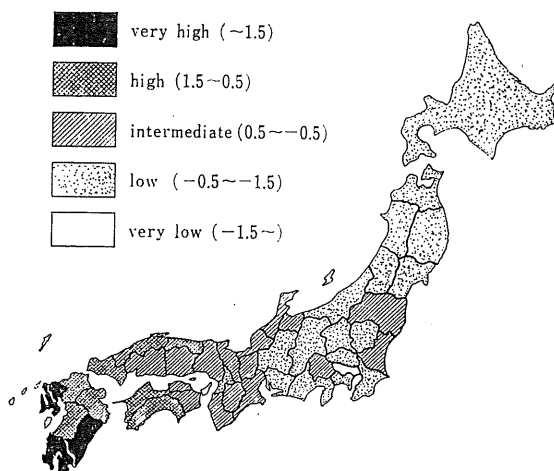 very high (~1.5)
high (1.5~0.5)
intermediate (0.5~−0.5)
low (−0.5~−1.5)
very low (−1.5~)